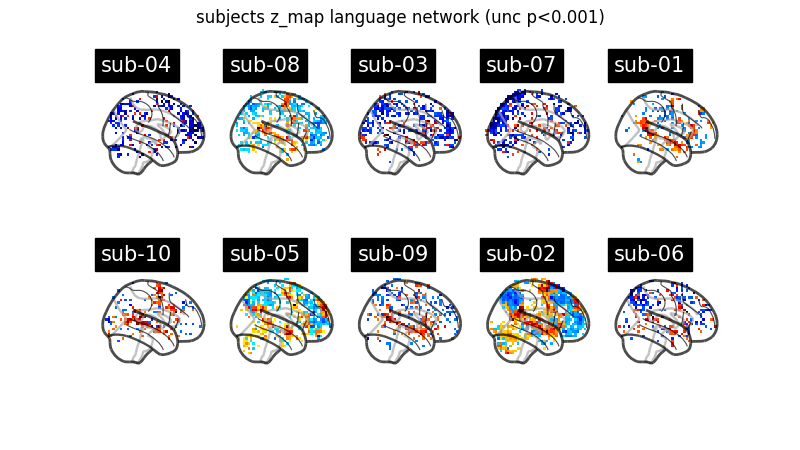 subjects z_map language network (unc p<0.001)
sub-04 sub-08 sub-03 sub-07 sub-01
sub-10 sub-05 sub-09 sub-02 sub-06